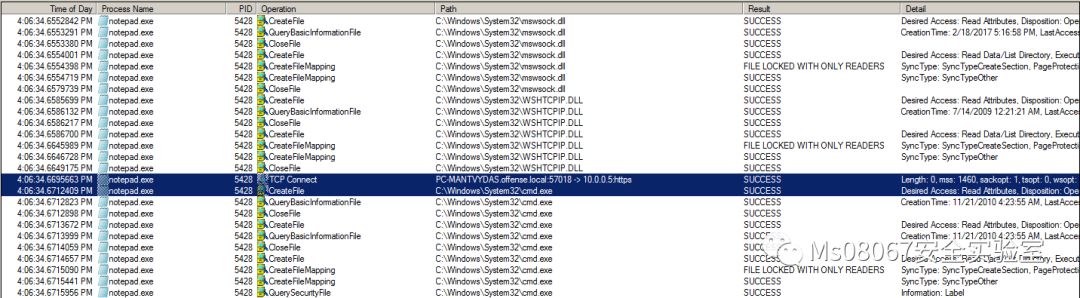 Time of Day Process Name PID Operation Path Result Detail
4:06:34.6552842 PM notepad.exe 5428 CreateFile C:\Windows\System32\mswsock.dll SUCCESS Desired Access: Read Attributes, Disposition: Ope
4:06:34.6553291 PM notepad.exe 5428 QueryBasicInformationFile C:\Windows\System32\mswsock.dll SUCCESS CreationTime: 2/18/2017 5:16:58 PM, LastAcces
4:06:34.6553380 PM notepad.exe 5428 CloseFile C:\Windows\System32\mswsock.dll SUCCESS
4:06:34.6554001 PM notepad.exe 5428 CreateFile C:\Windows\System32\mswsock.dll SUCCESS Desired Access: Read Data/List Directory, Execut
4:06:34.6554398 PM notepad.exe 5428 CreateFileMapping C:\Windows\System32\mswsock.dll FILE LOCKED WITH ONLY READERS SyncType: SyncTypeCreateSection, PageProtecti
4:06:34.6554719 PM notepad.exe 5428 CreateFileMapping C:\Windows\System32\mswsock.dll SUCCESS SyncType: SyncTypeOther
4:06:34.6579739 PM notepad.exe 5428 CloseFile C:\Windows\System32\mswsock.dll SUCCESS
4:06:34.6585699 PM notepad.exe 5428 CreateFile C:\Windows\System32\WSHTCPIP.DLL SUCCESS Desired Access: Read Attributes, Disposition: Ope
4:06:34.6586132 PM notepad.exe 5428 QueryBasicInformationFile C:\Windows\System32\WSHTCPIP.DLL SUCCESS CreationTime: 7/14/2009 12:21:21 AM, LastAcces
4:06:34.6586217 PM notepad.exe 5428 CloseFile C:\Windows\System32\WSHTCPIP.DLL SUCCESS
4:06:34.6586700 PM notepad.exe 5428 CreateFile C:\Windows\System32\WSHTCPIP.DLL SUCCESS Desired Access: Read Data/List Directory, Execut
4:06:34.6645989 PM notepad.exe 5428 CreateFileMapping C:\Windows\System32\WSHTCPIP.DLL FILE LOCKED WITH ONLY READERS SyncType: SyncTypeCreateSection, PageProtecti
4:06:34.6646728 PM notepad.exe 5428 CreateFileMapping C:\Windows\System32\WSHTCPIP.DLL SUCCESS SyncType: SyncTypeOther
4:06:34.6649175 PM notepad.exe 5428 CloseFile C:\Windows\System32\WSHTCPIP.DLL SUCCESS
4:06:34.6695663 PM notepad.exe 5428 TCP Connect PC-MANTVYDAS.offense.local:57018 -> 10.0.0.5:https SUCCESS Length: 0, mss: 1460, sackopt: 1, tsopt: 0, wsopt:
4:06:34.6712409 PM notepad.exe 5428 CreateFile C:\Windows\System32\cmd.exe SUCCESS Desired Access: Read Attributes, Disposition: Ope
4:06:34.6712823 PM notepad.exe 5428 QueryBasicInformationFile C:\Windows\System32\cmd.exe SUCCESS CreationTime: 11/21/2010 4:23:55 AM, LastAcce
4:06:34.6712898 PM notepad.exe 5428 CloseFile C:\Windows\System32\cmd.exe SUCCESS
4:06:34.6713672 PM notepad.exe 5428 CreateFile C:\Windows\System32\cmd.exe SUCCESS Desired Access: Read Attributes, Disposition: Ope
4:06:34.6713999 PM notepad.exe 5428 QueryBasicInformationFile C:\Windows\System32\cmd.exe SUCCESS CreationTime: 11/21/2010 4:23:55 AM, LastAcce
4:06:34.6714059 PM notepad.exe 5428 CloseFile C:\Windows\System32\cmd.exe SUCCESS
4:06:34.6714657 PM notepad.exe 5428 CreateFile C:\Windows\System32\cmd.exe SUCCESS Desired Access: Read Data/List Directory, Execut
4:06:34.6715090 PM notepad.exe 5428 CreateFileMapping C:\Windows\System32\cmd.exe FILE LOCKED WITH ONLY READERS SyncType: SyncTypeCreateSection, PageProtecti
4:06:34.6715441 PM notepad.exe 5428 CreateFileMapping C:\Windows\System32\cmd.exe SUCCESS SyncType: SyncTypeOther
4:06:34.6715956 PM notepad.exe 5428 QuerySecurityFile C:\Windows\System32\cmd.exe SUCCESS Information: Label
Ms08067安全实验室